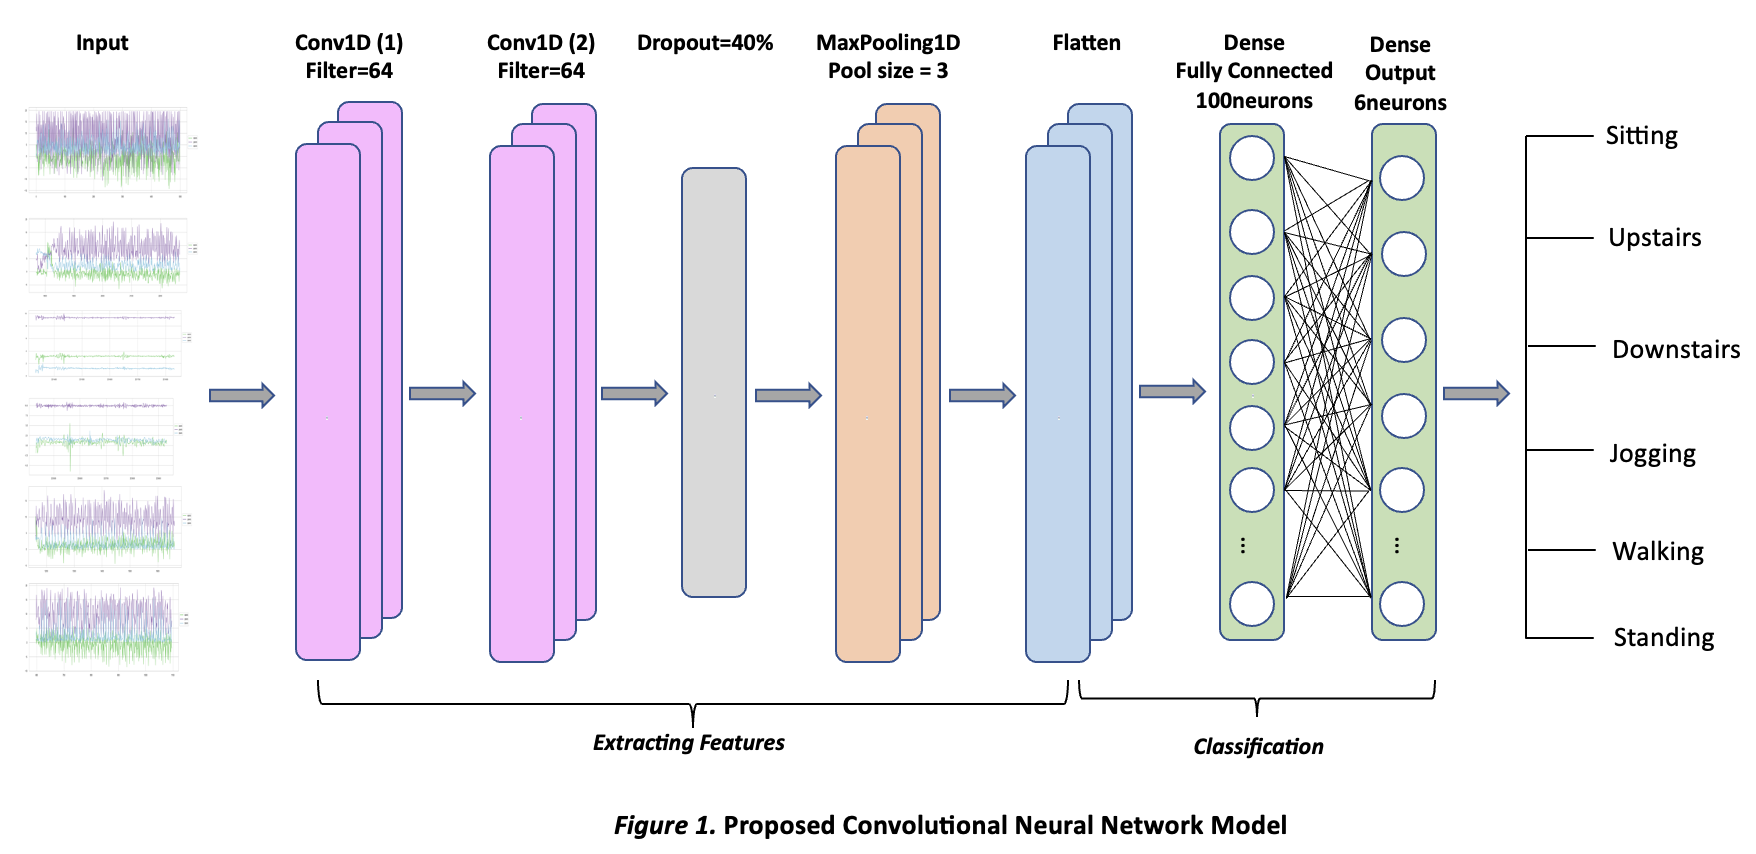 Input
Conv1D (1)
Filter=64
Conv1D (2)
Filter=64
Dropout=40%
MaxPooling1D
Pool size = 3
Flatten
Dense
Fully Connected
100neurons
Dense
Output
6neurons
Sitting
Upstairs
Downstairs
Jogging
Walking
Standing
Extracting Features
Classification
Figure 1. Proposed Convolutional Neural Network Model